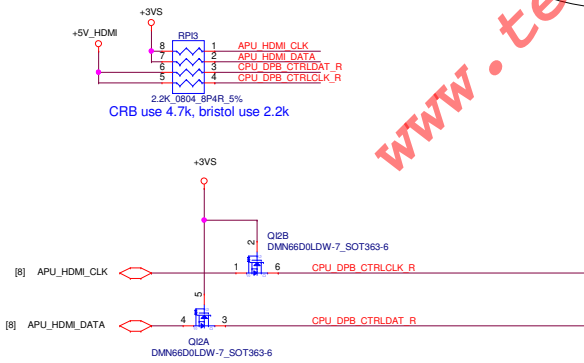 +3VS
+5V_HDMI
RPI3
8 1 APU_HDMI_CLK
7 2 APU_HDMI_DATA
6 3 CPU_DPB_CTRLDAT_R
5 4 CPU_DPB_CTRLCLK_R
2.2K_0804_8P4R_5%
CRB use 4.7k, bristol use 2.2k
www.te
+3VS
QI2B
DMN66D0LDW-7_SOT363-6
2
[8] APU_HDMI_CLK 1 6 CPU_DPB_CTRLCLK_R
5
[8] APU_HDMI_DATA 4 3 CPU_DPB_CTRLDAT_R
QI2A
DMN66D0LDW-7_SOT363-6